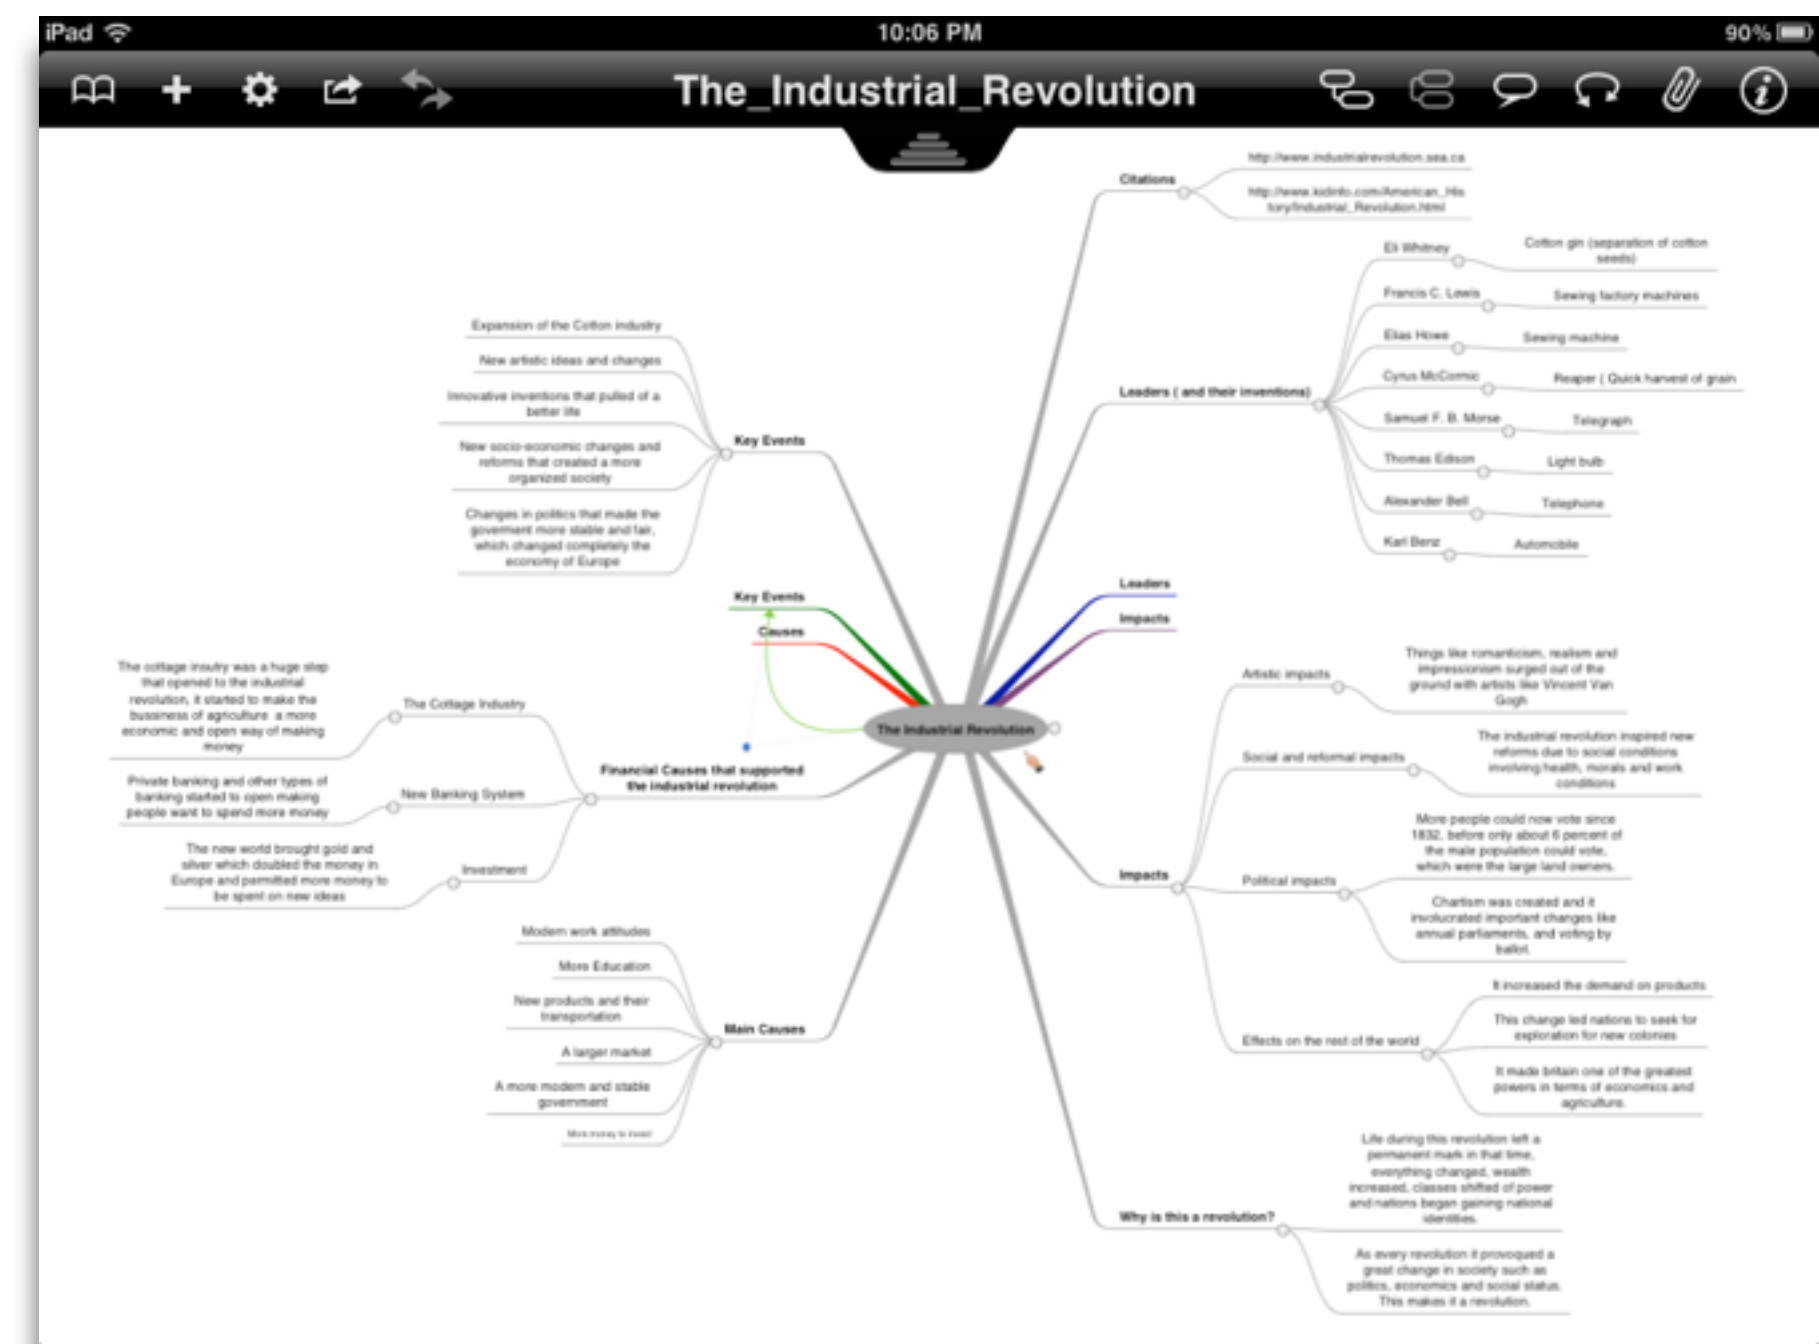 iPad
10:06 PM
90%
The_Industrial_Revolution
Citations
http://www.industrialrevolution.sea.ca
http://www.kidinfo.com/American_His
tory/Industrial_Revolution.html
Leaders ( and their inventions)
Eli Whitney
Cotton gin (separation of cotton
seeds)
Francis C. Lewis
Sewing factory machines
Elias Howe
Sewing machine
Cyrus McCormic
Reaper ( Quick harvest of grain
Samuel F. B. Morse
Telegraph
Thomas Edison
Light bulb
Alexander Bell
Telephone
Karl Benz
Automobile
Key Events
Expansion of the Cotton industry
New artistic ideas and changes
Innovative inventions that pulled of a
better life
New socio-economic changes and
reforms that created a more
organized society
Changes in politics that made the
goverment more stable and fair,
which changed completely the
economy of Europe
Key Events
Causes
Leaders
Impacts
The Industrial Revolution
Financial Causes that supported
the industrial revolution
The Cottage Industry
The cottage insutry was a huge step
that opened to the industrial
revolution, it started to make the
bussiness of agriculture a more
economic and open way of making
money
New Banking System
Private banking and other types of
banking started to open making
people want to spend more money
Investment
The new world brought gold and
silver which doubled the money in
Europe and permitted more money to
be spent on new ideas
Main Causes
Modern work attitudes
More Education
New products and their
transportation
A larger market
A more modern and stable
government
More money to invest
Impacts
Artistic impacts
Things like romanticism, realism and
impressionism surged out of the
ground with artists like Vincent Van
Gogh
Social and reformal impacts
The industrial revolution inspired new
reforms due to social conditions
involving health, morals and work
conditions
Political impacts
More people could now vote since
1832, before only about 6 percent of
the male population could vote,
which were the large land owners.
Chartism was created and it
involucrated important changes like
annual parliaments, and voting by
ballot.
Effects on the rest of the world
It increased the demand on products
This change led nations to seek for
exploration for new colonies
It made britain one of the greatest
powers in terms of economics and
agriculture.
Why is this a revolution?
Life during this revolution left a
permanent mark in that time,
everything changed, wealth
increased, classes shifted of power
and nations began gaining national
identities.
As every revolution it provoqued a
great change in society such as
politics, economics and social status.
This makes it a revolution.